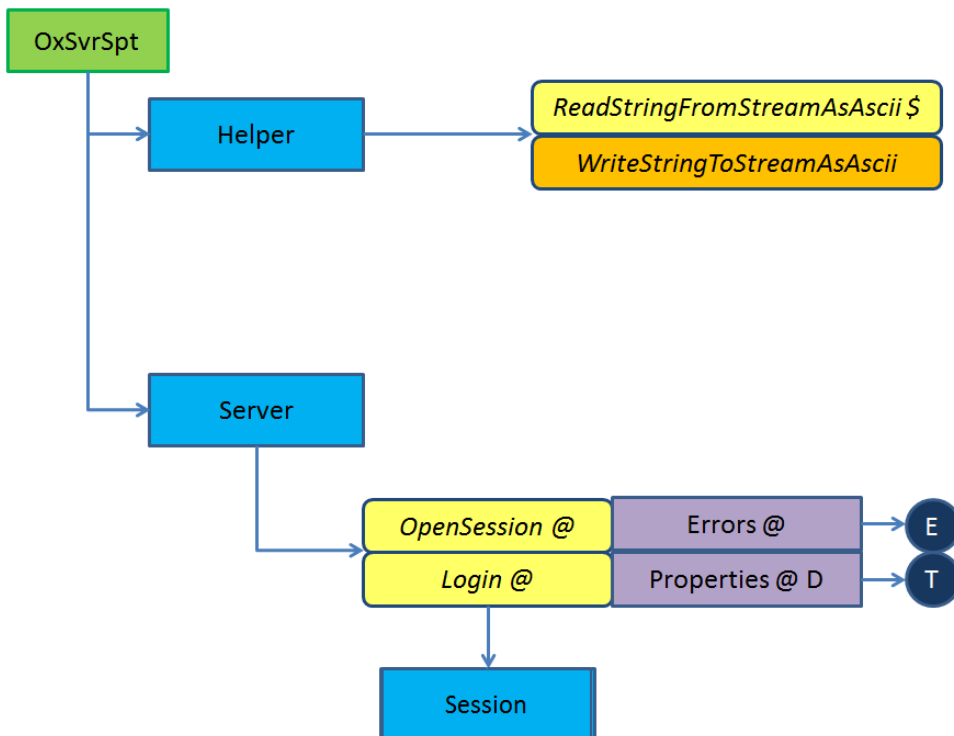 OxSvrSpt
Helper
ReadStringFromStreamAsAscii $
WriteStringToStreamAsAscii
Server
OpenSession @
Errors @
E
Login @
Properties @ D
T
Session